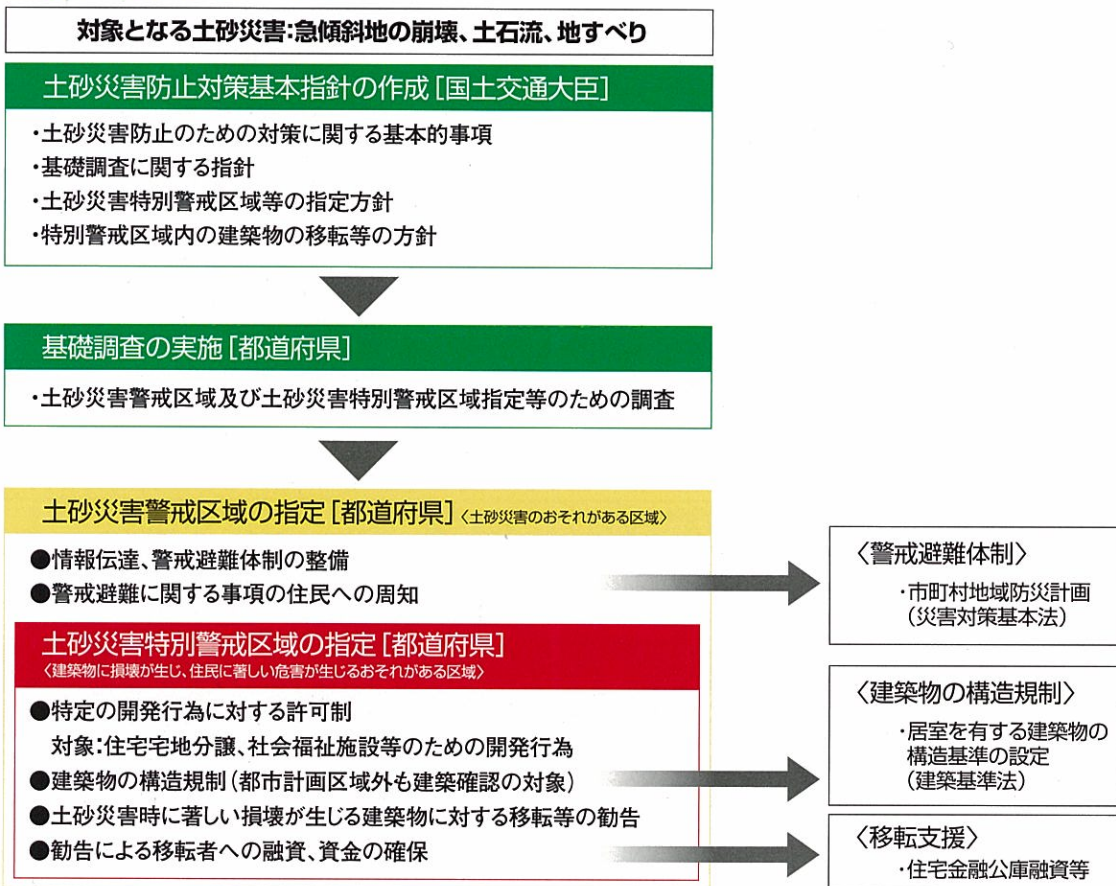 対象となる土砂災害:急傾斜地の崩壊、土石流、地すべり
土砂災害防止対策基本指針の作成[国土交通大臣]
・土砂災害防止のための対策に関する基本的事項
・基礎調査に関する指針
・土砂災害特別警戒区域等の指定方針
・特別警戒区域内の建築物の移転等の方針
基礎調査の実施[都道府県]
・土砂災害警戒区域及び土砂災害特別警戒区域指定等のための調査
土砂災害警戒区域の指定[都道府県]〈土砂災害のおそれがある区域〉
●情報伝達、警戒避難体制の整備
●警戒避難に関する事項の住民への周知
土砂災害特別警戒区域の指定[都道府県]
〈建築物に損壊が生じ、住民に著しい危害が生じるおそれがある区域〉
●特定の開発行為に対する許可制
対象:住宅宅地分譲、社会福祉施設等のための開発行為
●建築物の構造規制(都市計画区域外も建築確認の対象)
●土砂災害時に著しい損壊が生じる建築物に対する移転等の勧告
●勧告による移転者への融資、資金の確保
〈警戒避難体制〉
・市町村地域防災計画
(災害対策基本法)
〈建築物の構造規制〉
・居室を有する建築物の
構造基準の設定
(建築基準法)
〈移転支援〉
・住宅金融公庫融資等